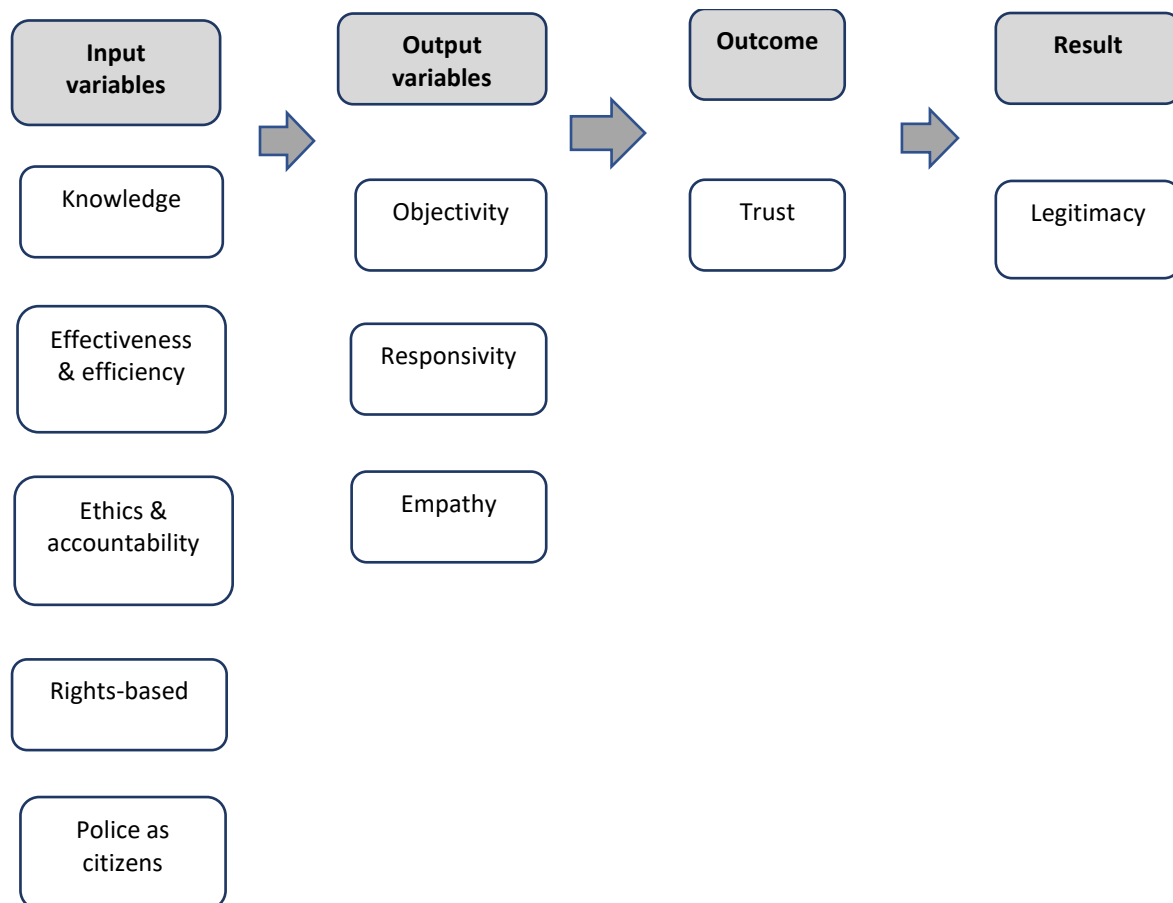 Input
variables
Knowledge
Effectiveness
& efficiency
Ethics &
accountability
Rights-based
Police as
citizens
Output
variables
Objectivity
Responsivity
Empathy
Outcome
Trust
Result
Legitimacy